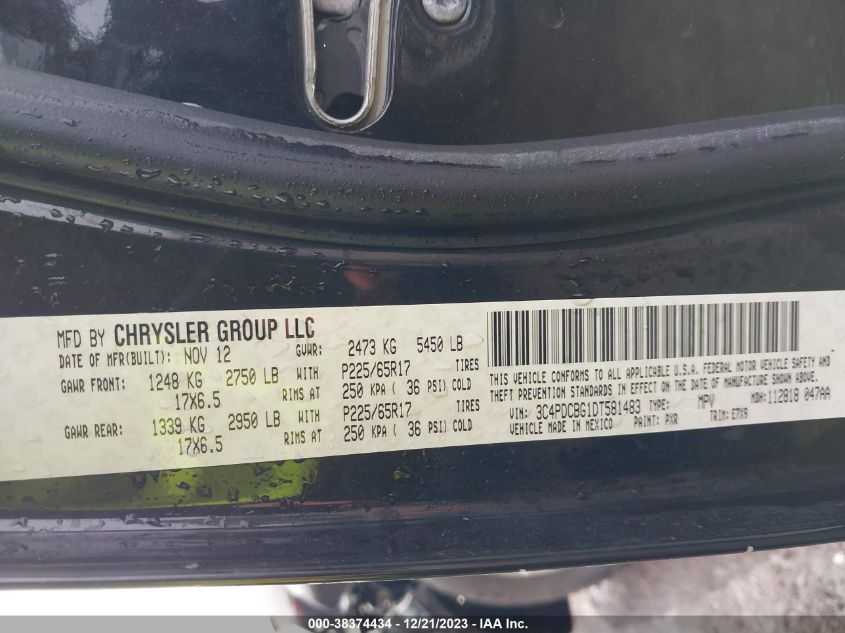 MFD BY CHRYSLER GROUP LLC
DATE OF MFR(BUILT): NOV 12 GVWR: 2473 KG 5450 LB
GAWR FRONT: 1248 KG 2750 LB WITH P225/65R17 TIRES
17X6.5 RIMS AT 250 KPA ( 36 PSI) COLD
GAWR REAR: 1339 KG 2950 LB WITH P225/65R17 TIRES
17X6.5 RIMS AT 250 KPA ( 36 PSI) COLD
THIS VEHICLE CONFORMS TO ALL APPLICABLE U.S.A. FEDERAL MOTOR VEHICLE SAFETY AND
THEFT PREVENTION STANDARDS IN EFFECT ON THE DATE OF MANUFACTURE SHOWN ABOVE.
VIN: 3C4PDCBG1DT581483 TYPE: MPV MDH: 112818 047AA
VEHICLE MADE IN MEXICO PAINT: PXR TRIM: E7X9
000-38374434 - 12/21/2023 - IAA Inc.